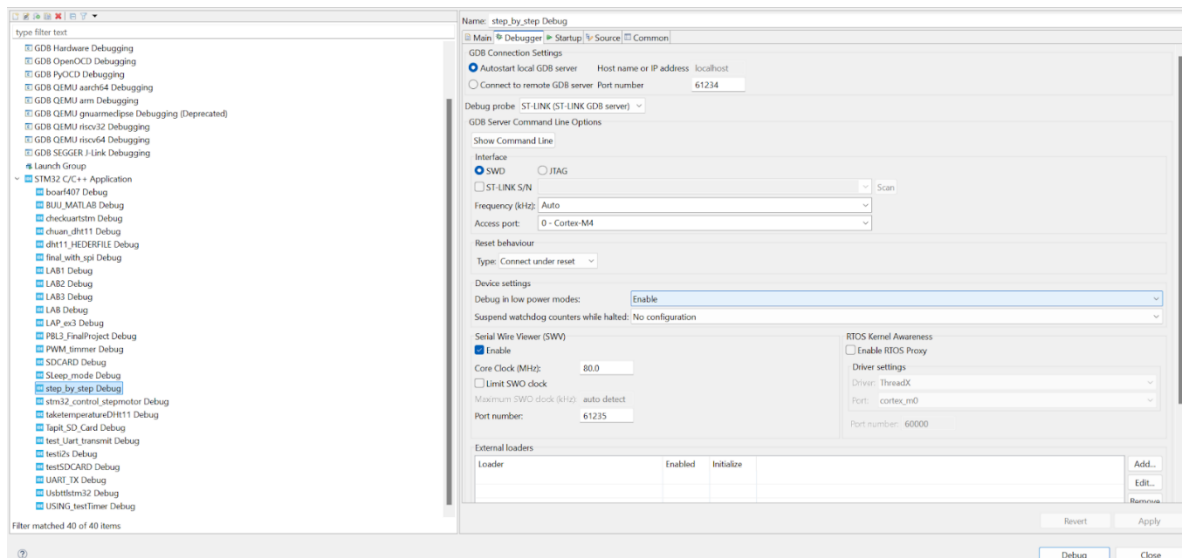 type filter text
GDB Hardware Debugging
GDB OpenOCD Debugging
GDB PyOCD Debugging
GDB QEMU aarch64 Debugging
GDB QEMU arm Debugging
GDB QEMU gnuarmeclipse Debugging (Deprecated)
GDB QEMU riscv32 Debugging
GDB QEMU riscv64 Debugging
GDB SEGGER J-Link Debugging
Launch Group
STM32 C/C++ Application
boarf407 Debug
BUU_MATLAB Debug
checkuartstm Debug
chuan_dht11 Debug
dht11_HEDERFILE Debug
final_with_spi Debug
LAB1 Debug
LAB2 Debug
LAB3 Debug
LAB Debug
LAP_ex3 Debug
PBL3_FinalProject Debug
PWM_timmer Debug
SDCARD Debug
SLeep_mode Debug
step_by_step Debug
stm32_control_stepmotor Debug
taketemperatureDHt11 Debug
Tapit_SD_Card Debug
test_Uart_transmit Debug
testi2s Debug
testSDCARD Debug
UART_TX Debug
Usbttlstm32 Debug
USING_testTimer Debug
Filter matched 40 of 40 items
Name: step_by_step Debug
Main Debugger Startup Source Common
GDB Connection Settings
Autostart local GDB server Host name or IP address localhost
Connect to remote GDB server Port number 61234
Debug probe ST-LINK (ST-LINK GDB server)
GDB Server Command Line Options
Show Command Line
Interface
SWD JTAG
ST-LINK S/N Scan
Frequency (kHz): Auto
Access port: 0 - Cortex-M4
Reset behaviour
Type: Connect under reset
Device settings
Debug in low power modes: Enable
Suspend watchdog counters while halted: No configuration
Serial Wire Viewer (SWV)
Enable
Core Clock (MHz): 80.0
Limit SWO clock
Maximum SWO clock (kHz): auto detect
Port number: 61235
RTOS Kernel Awareness
Enable RTOS Proxy
Driver settings
Driver: ThreadX
Port: cortex_m0
Port number: 60000
External loaders
Loader Enabled Initialize
Add...
Edit...
Remove
Revert Apply
Debug Close